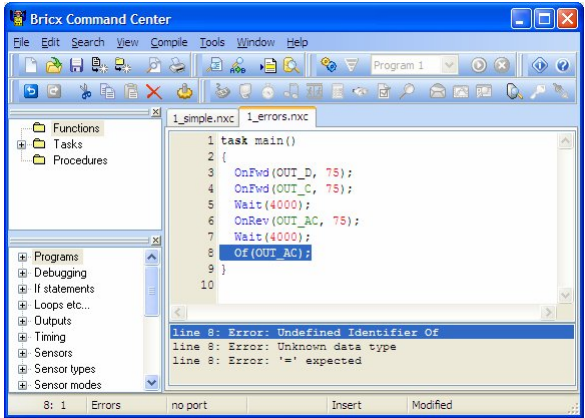 Bricx Command Center
File Edit Search View Compile Tools Window Help
Program 1
Functions
Tasks
Procedures
Programs
Debugging
If statements
Loops etc...
Outputs
Timing
Sensors
Sensor types
Sensor modes
1_simple.nxc 1_errors.nxc
1 task main()
2 {
3 OnFwd(OUT_D, 75);
4 OnFwd(OUT_C, 75);
5 Wait(4000);
6 OnRev(OUT_AC, 75);
7 Wait(4000);
8 Of(OUT_AC);
9 }
10
line 8: Error: Undefined Identifier Of
line 8: Error: Unknown data type
line 8: Error: '=' expected
8: 1 Errors no port Insert Modified